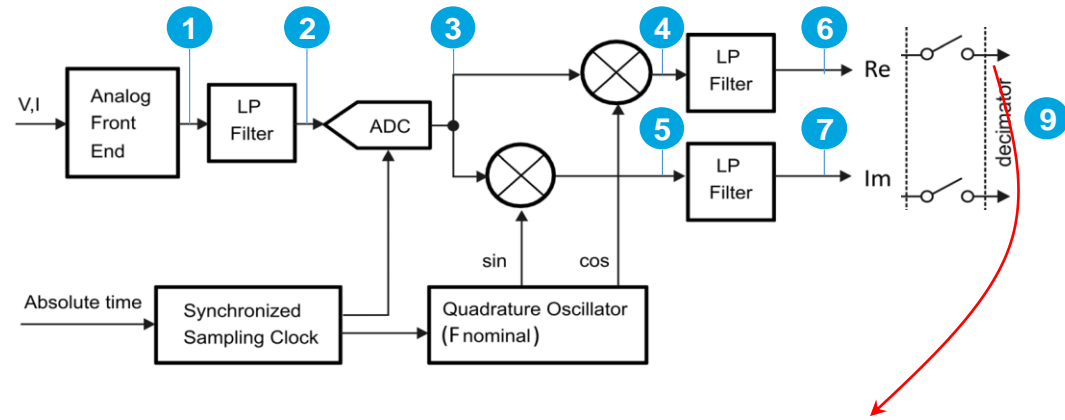 1
2
3
4
6
V,I
Analog
Front
End
LP
Filter
ADC
LP
Filter
Re
5
7
9
decimator
LP
Filter
Im
sin
cos
Absolute time
Synchronized
Sampling Clock
Quadrature Oscillator
(Fnominal)